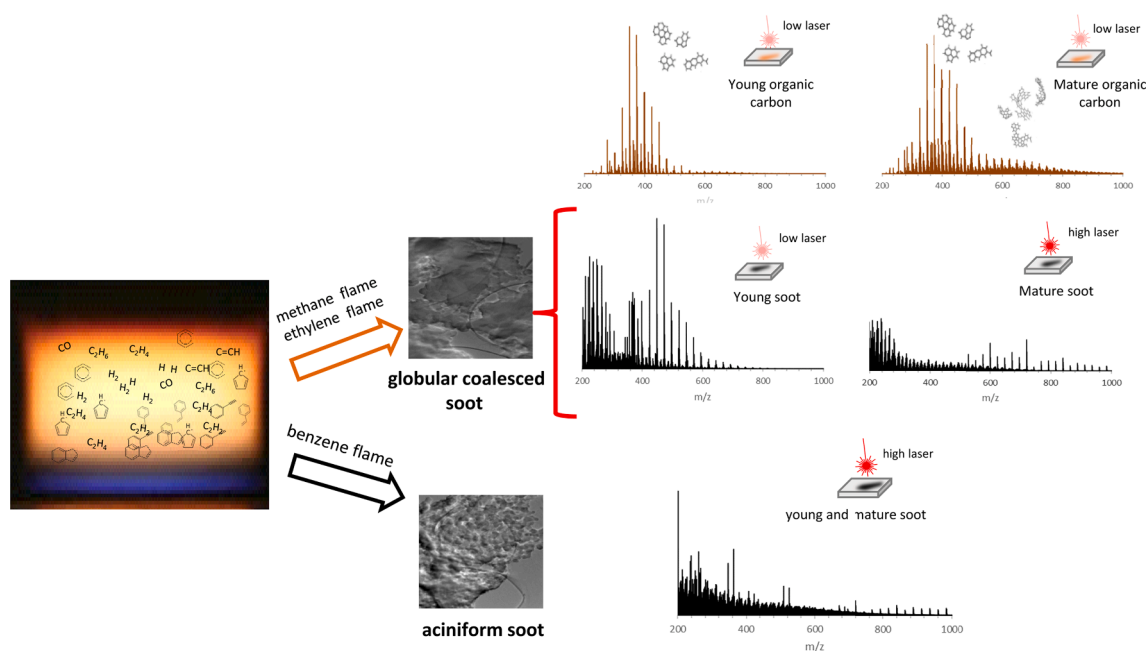 low laser
Young organic
carbon
200 400 600 800 1000
m/z
low laser
Mature organic
carbon
200 400 600 800 1000
methane flame
ethylene flame
globular coalesced
soot
low laser
Young soot
200 400 600 800 1000
m/z
high laser
Mature soot
200 400 600 800 1000
m/z
CO
C2H6
C2H4
C=CH
H
H2
H H
C=CH
H2
H2
CO
C2H6
H2
H2
H
C2H4
H
C2H4
C2H2
H
C2H2
C2H4
benzene flame
aciniform soot
high laser
young and mature soot
200 400 600 800 1000
m/z